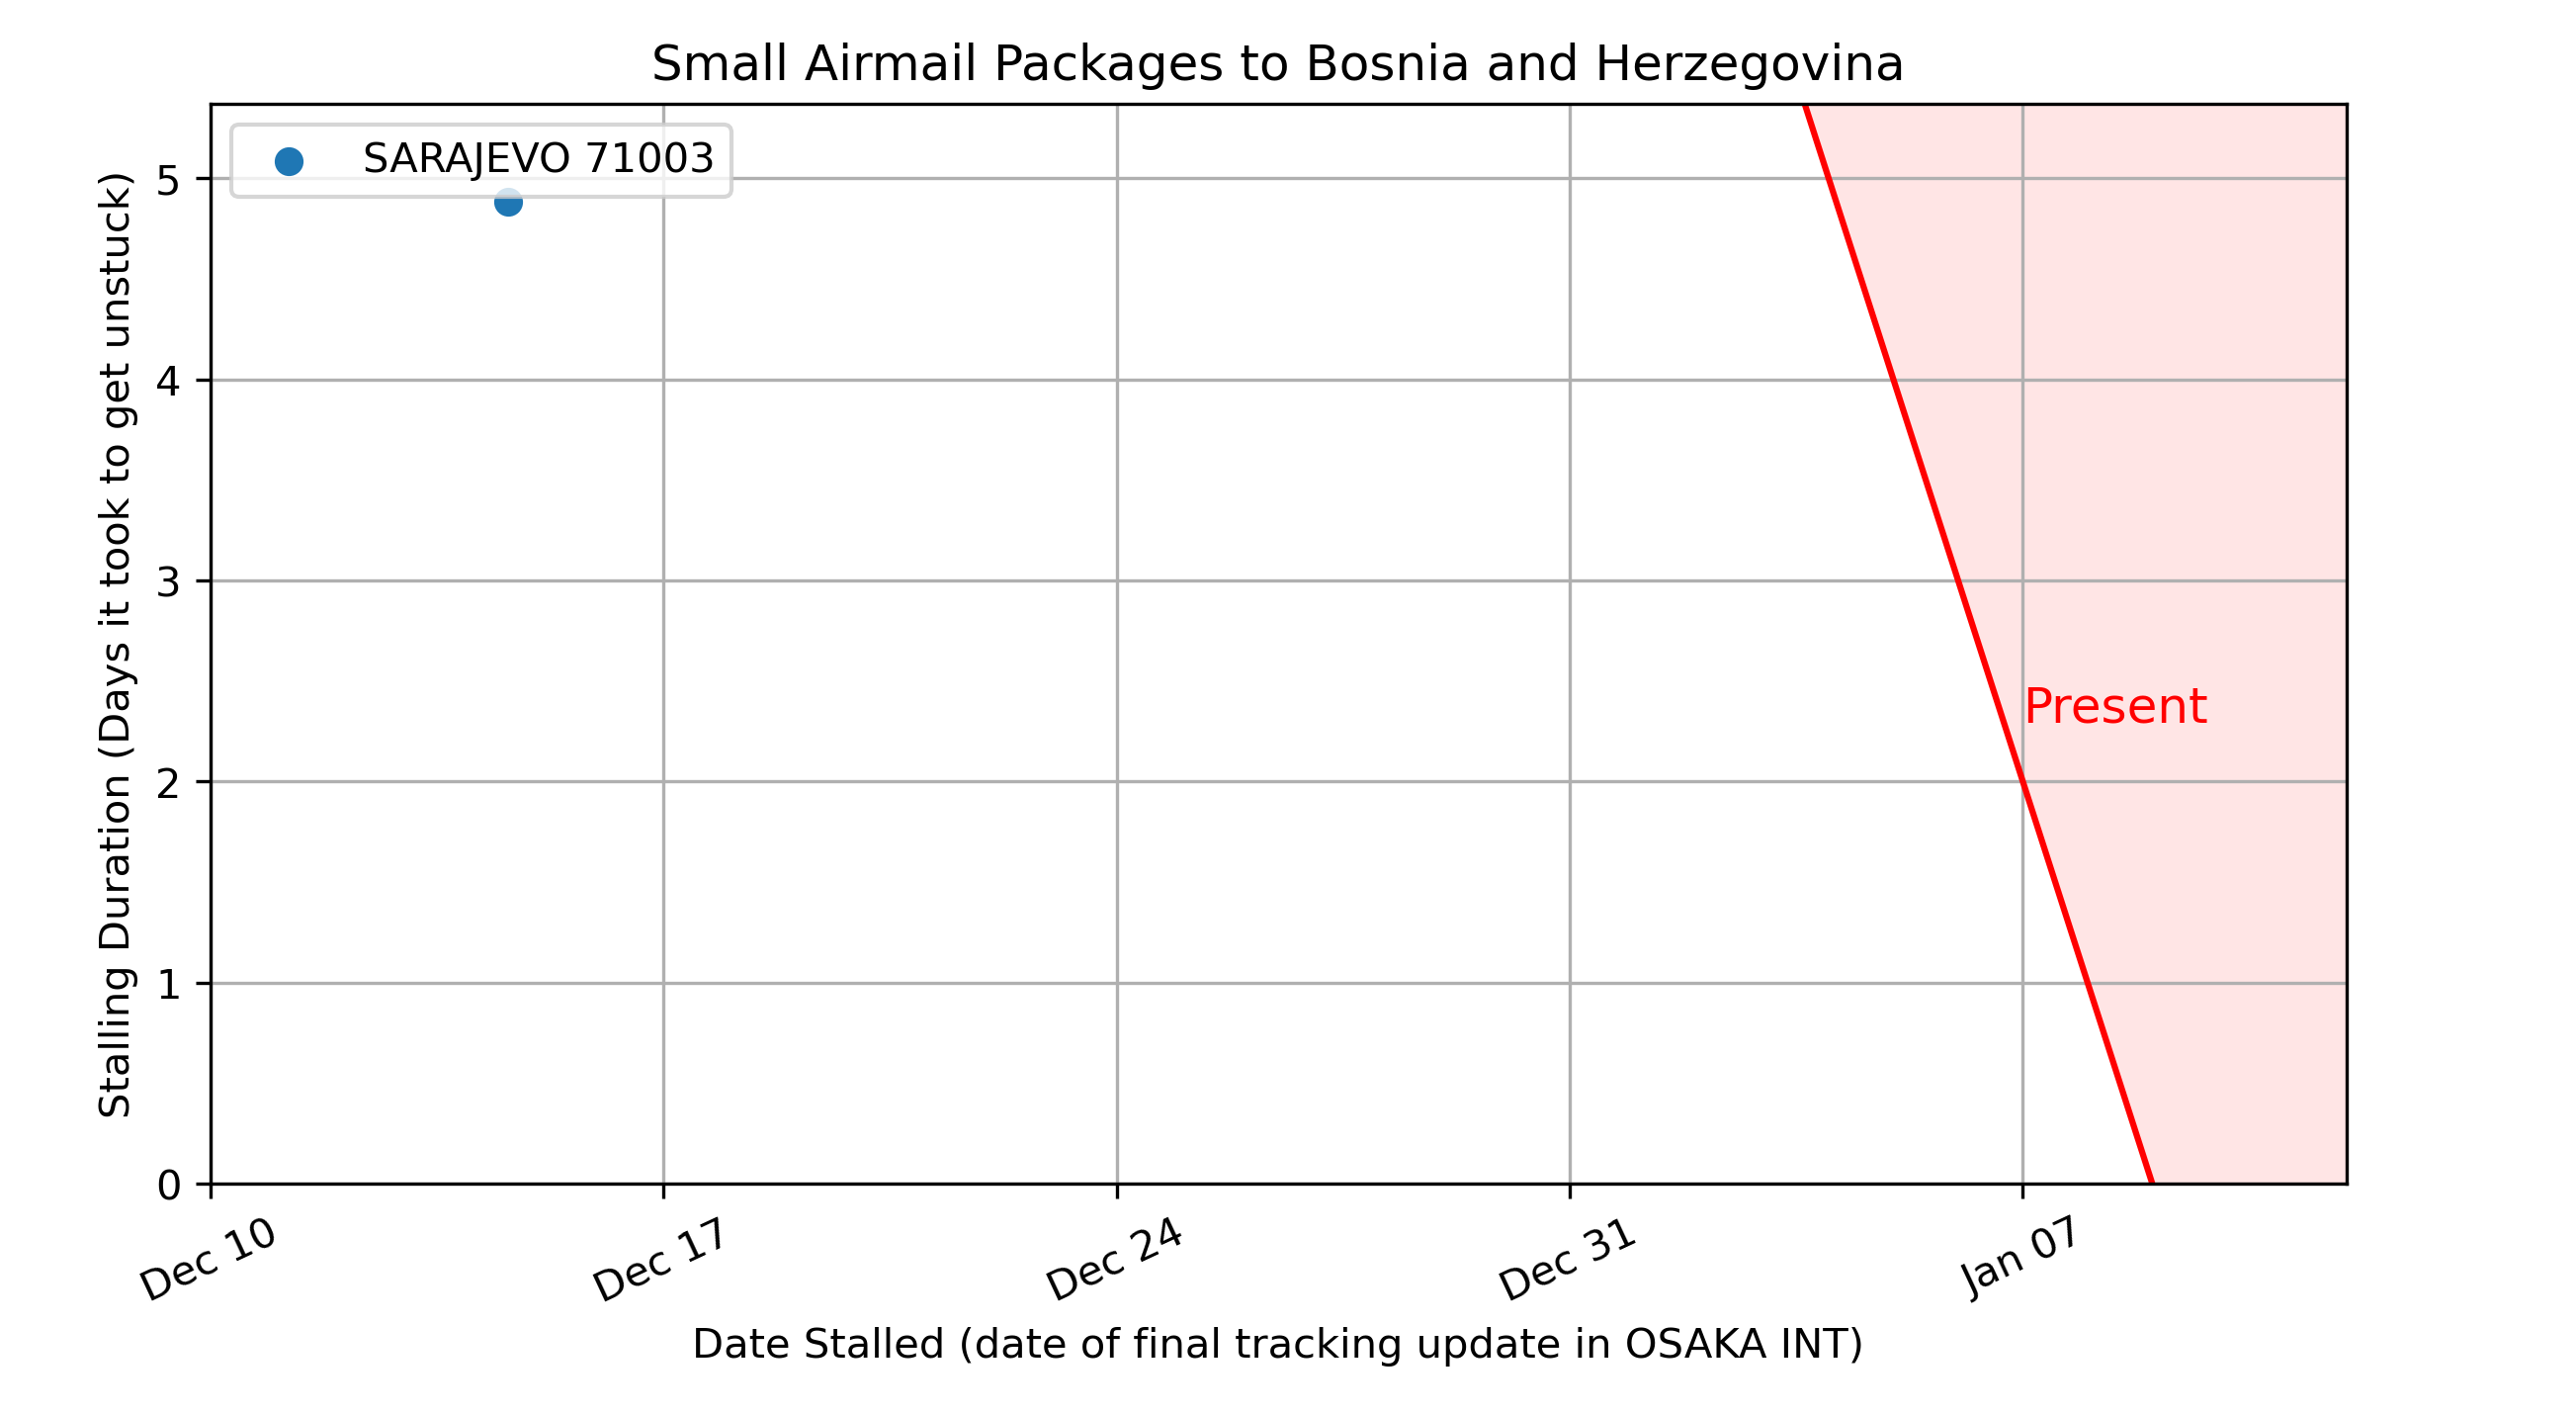 Small Airmail Packages to Bosnia and Herzegovina
SARAJEVO 71003
Stalling Duration (Days it took to get unstuck)
5
4
3
2
1
0
Present
Dec 10
Dec 17
Dec 24
Dec 31
Jan 07
Date Stalled (date of final tracking update in OSAKA INT)